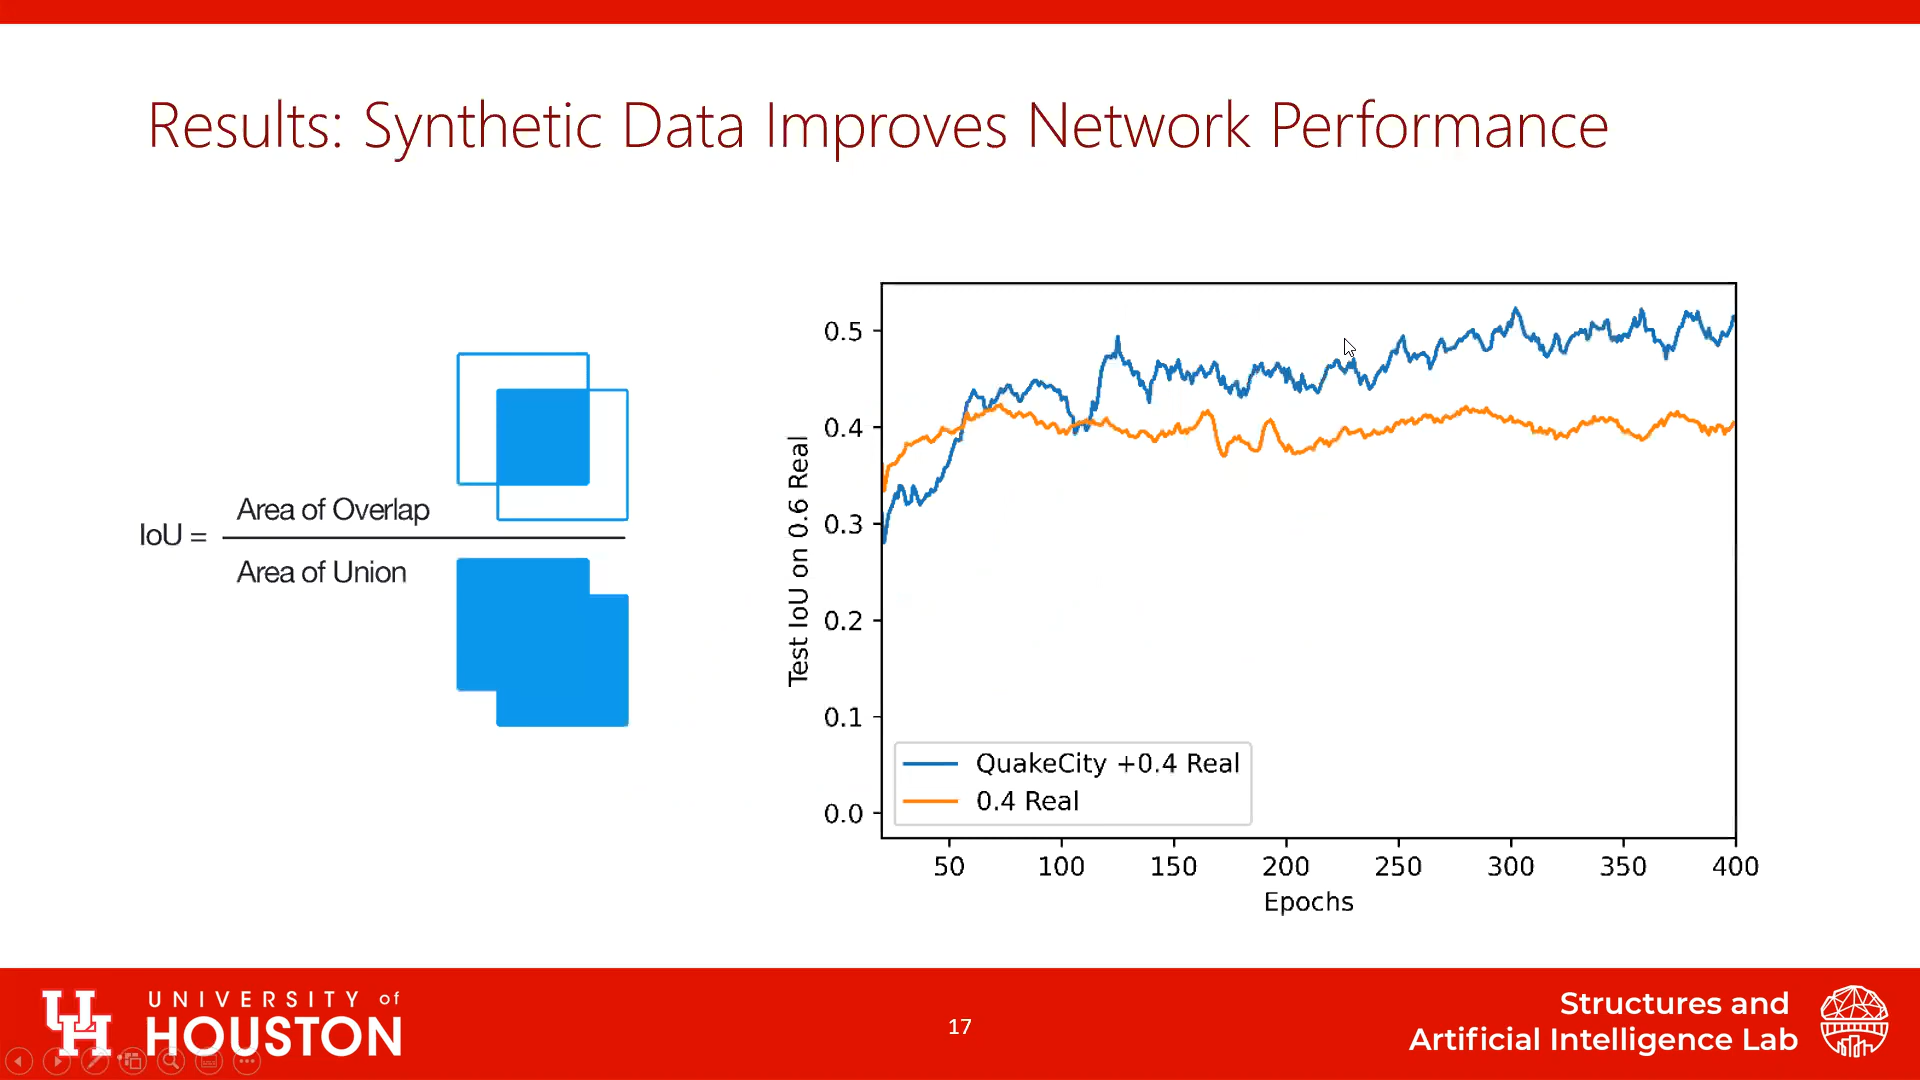 Results: Synthetic Data Improves Network Performance
IoU =
Area of Overlap
Area of Union
Test IoU on 0.6 Real
0.5
0.4
0.3
0.2
0.1
0.0
QuakeCity +0.4 Real
0.4 Real
50 100 150 200 250 300 350 400
Epochs
UNIVERSITY of
HOUSTON
17
Structures and
Artificial Intelligence Lab